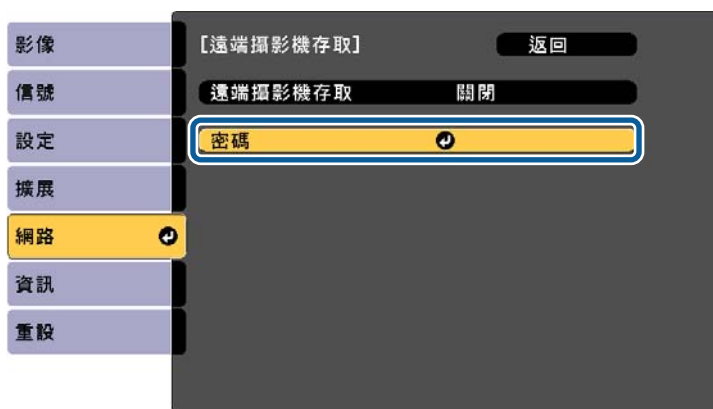 影像
信號
設定
擴展
網路
資訊
重設
[遠端攝影機存取]
返回
遠端攝影機存取 關閉
密碼